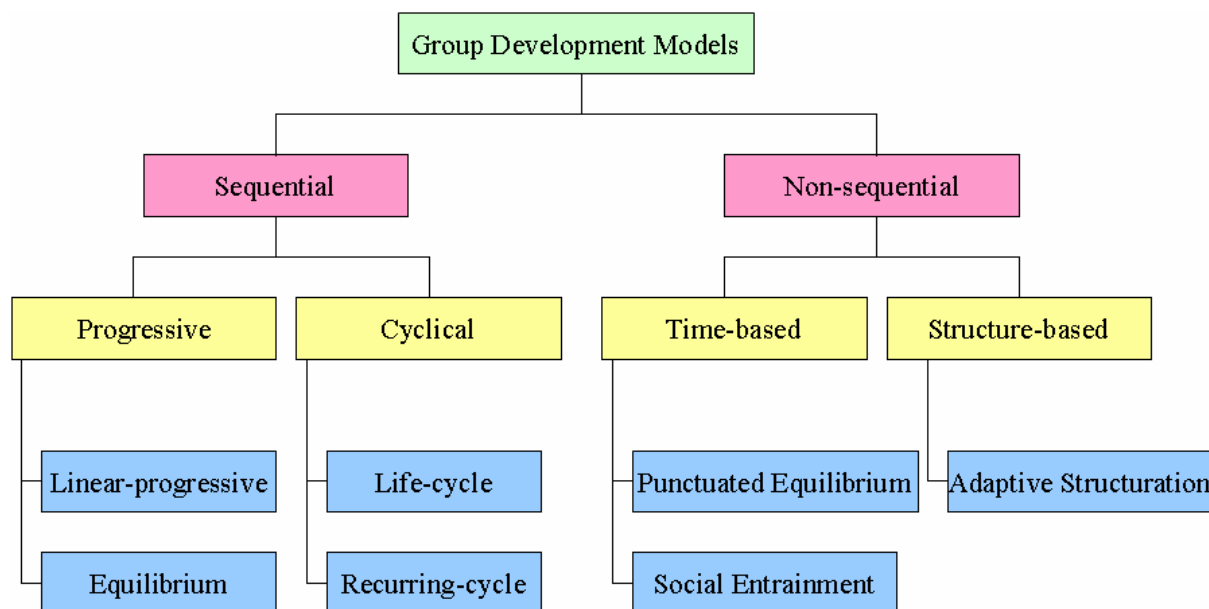 Group Development Models
Sequential
Non-sequential
Progressive
Cyclical
Time-based
Structure-based
Linear-progressive
Life-cycle
Punctuated Equilibrium
Adaptive Structuration
Equilibrium
Recurring-cycle
Social Entrainment